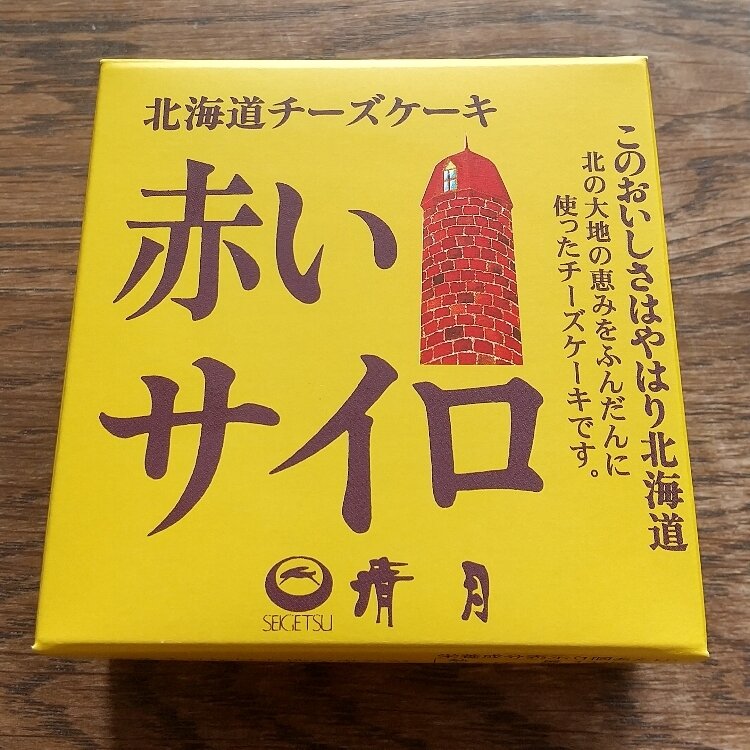 北海道チーズケーキ
赤い
サイロ
このおいしさはやはり北海道
北の大地の恵みをふんだんに
使ったチーズケーキです。
SEIGETSU
清月